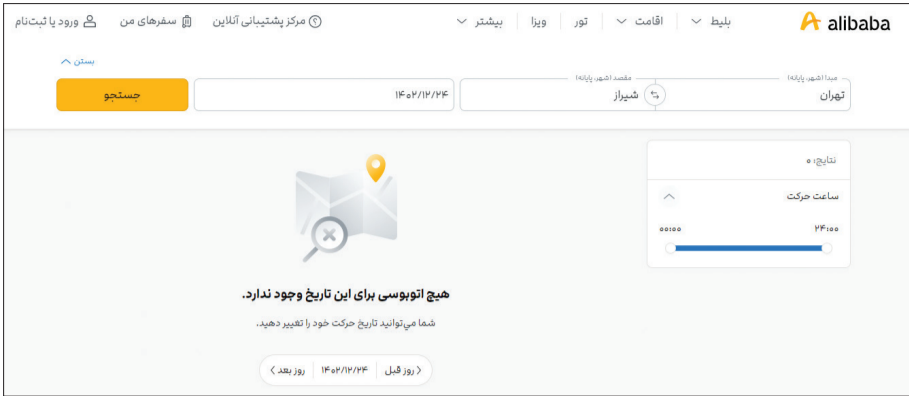 alibaba بلیط اقامت تور ویزا بیشتر مرکز پشتیبانی آنلاین سفرهای من ورود یا ثبت‌نام
بستن
مبدا (شهر، پایانه) مقصد (شهر، پایانه)
تهران شیراز ۱۴۰۲/۱۲/۲۴ جستجو
نتایج: ۰
ساعت حرکت
۲۴:۰۰ ۰۰:۰۰
هیچ اتوبوسی برای این تاریخ وجود ندارد.
شما می‌توانید تاریخ حرکت خود را تغییر دهید.
روز قبل ۱۴۰۲/۱۲/۲۴ روز بعد